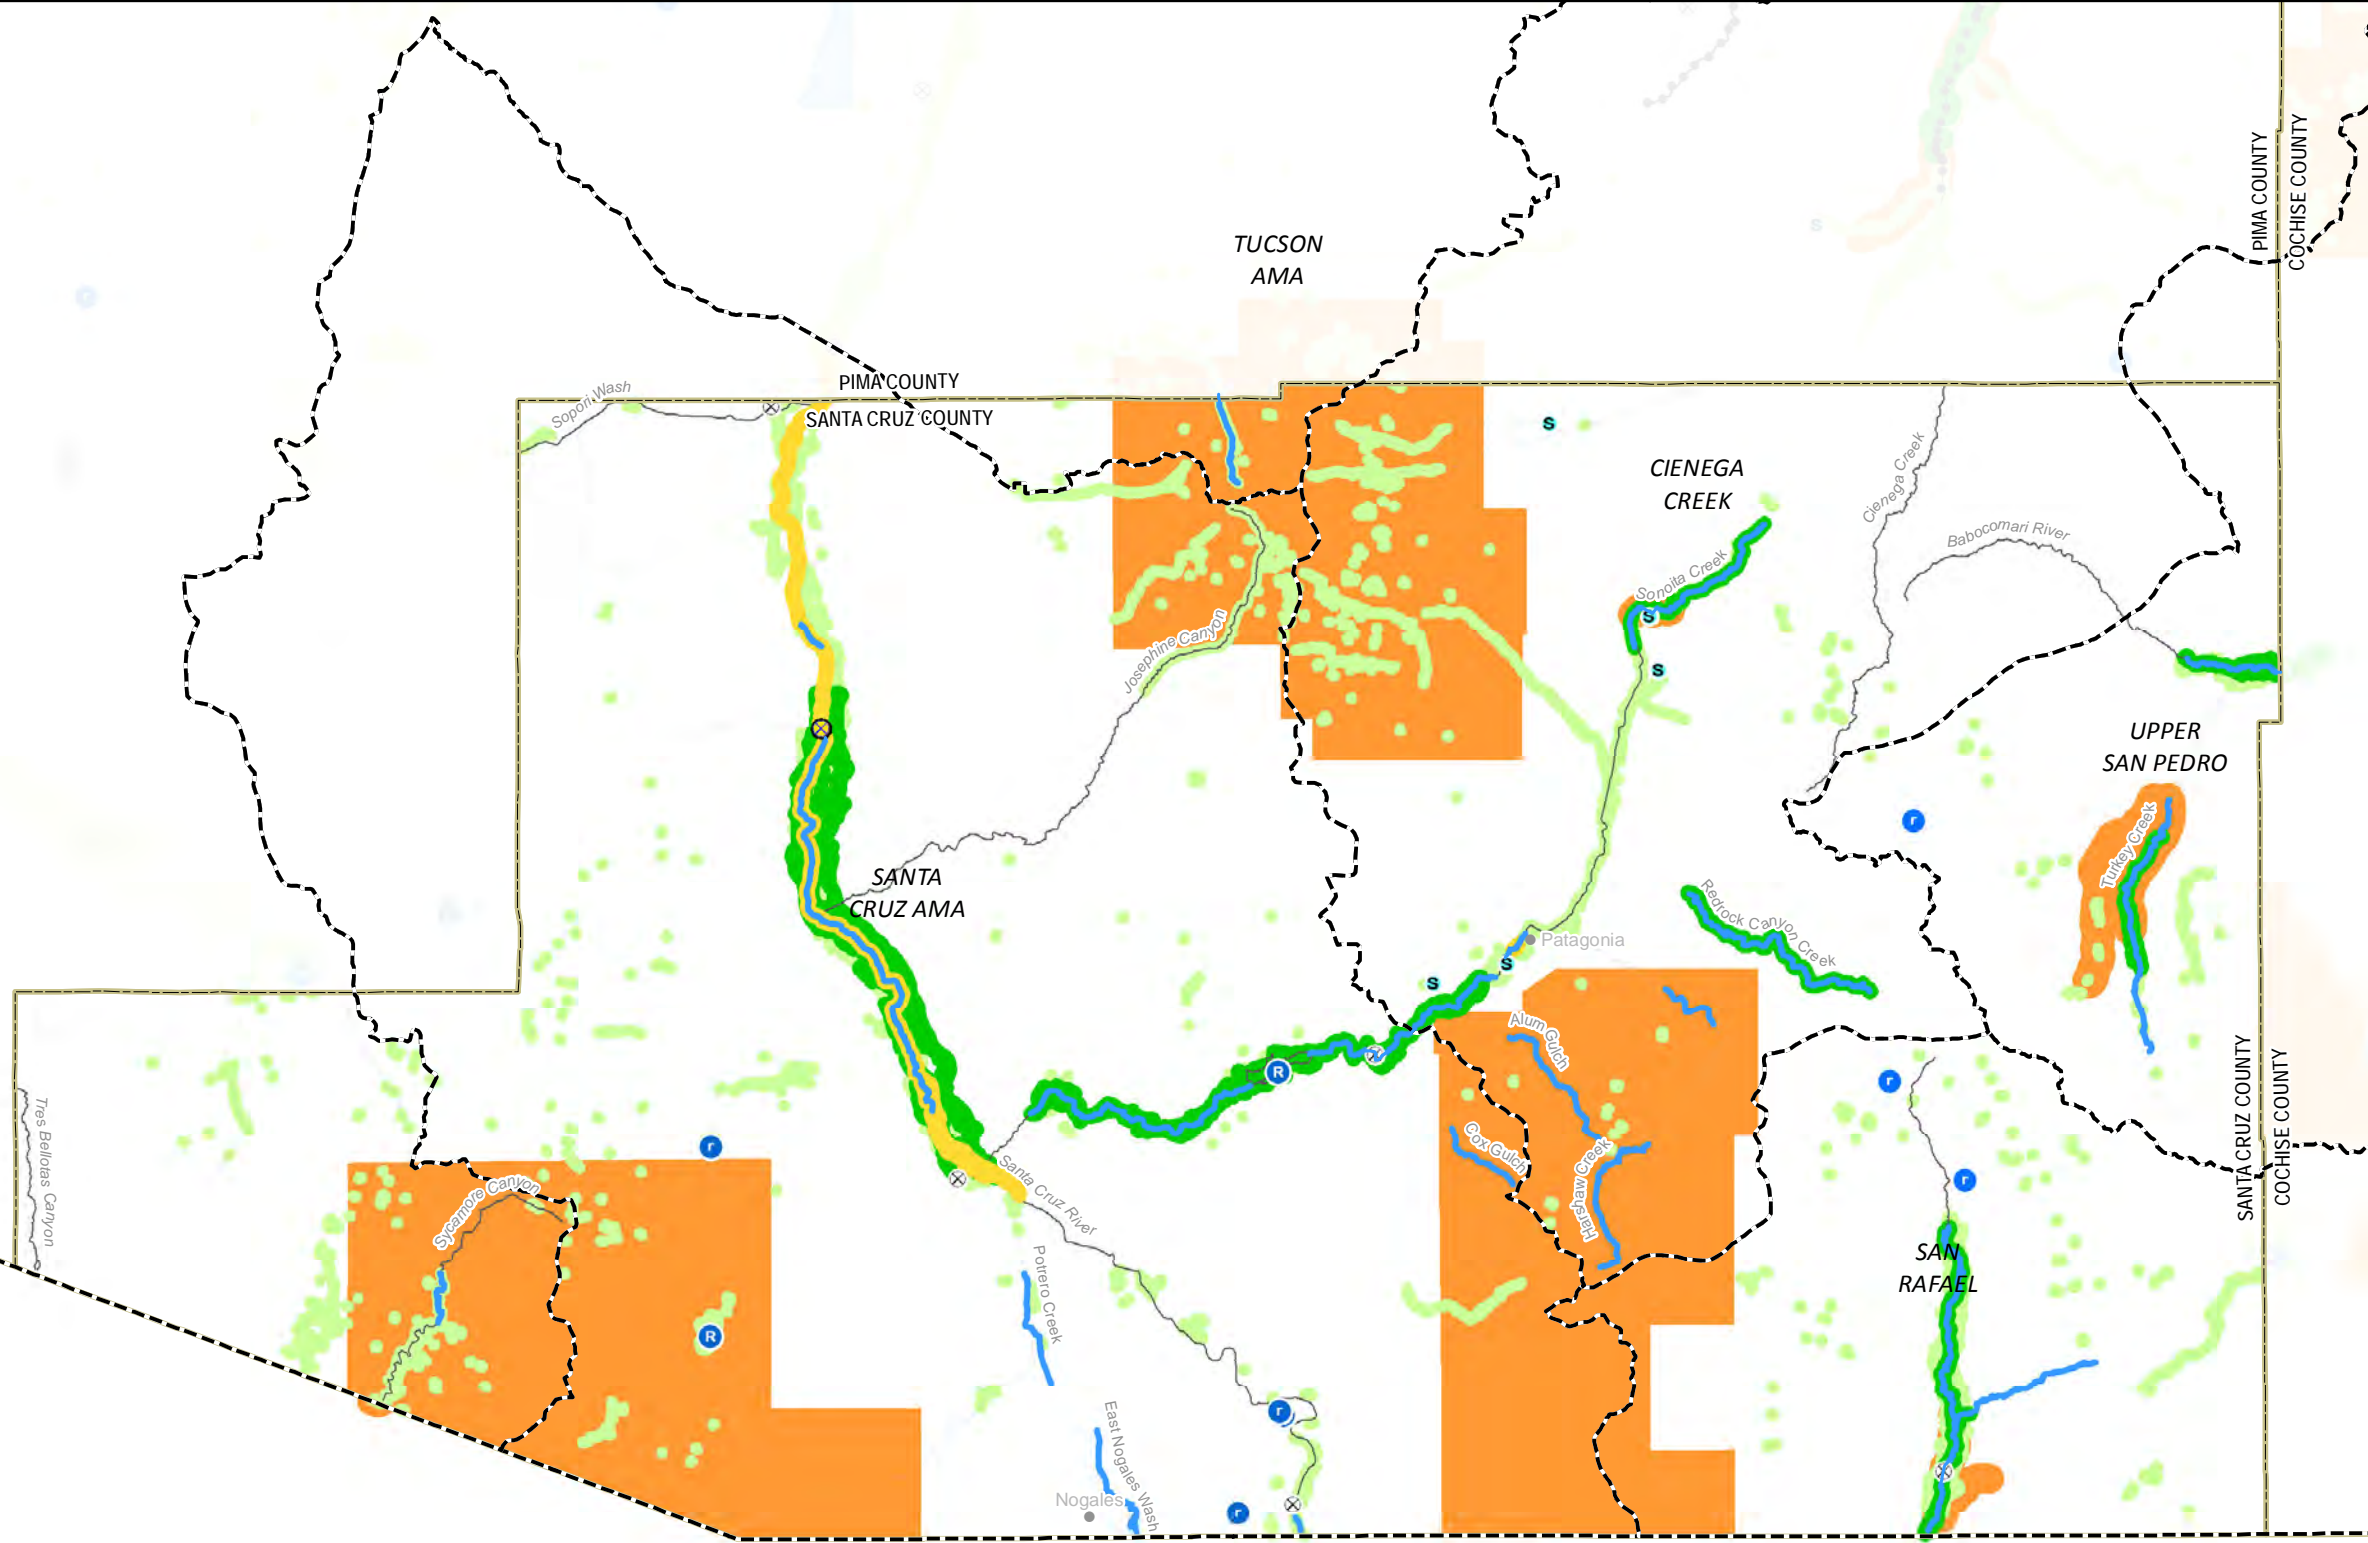 TUCSON
AMA
PIMA COUNTY
COCHISE COUNTY
PIMA COUNTY
SANTA CRUZ COUNTY
Sopori Wash
S
CIENEGA
CREEK
Cienega Creek
Babocomari River
Sonoita Creek
S
S
Josephine Canyon
UPPER
SAN PEDRO
Turkey Creek
r
r
SANTA
CRUZ AMA
Redrock Canyon Creek
Patagonia
S
S
Alum Gulch
R
r
Cox Gulch
Harshaw Creek
SANTA CRUZ COUNTY
COCHISE COUNTY
Tres Bellotas Canyon
r
r
Sycamore Canyon
Santa Cruz River
SAN
RAFAEL
Potrero Creek
R
East Nogales Wash
r
Nogales
r
S